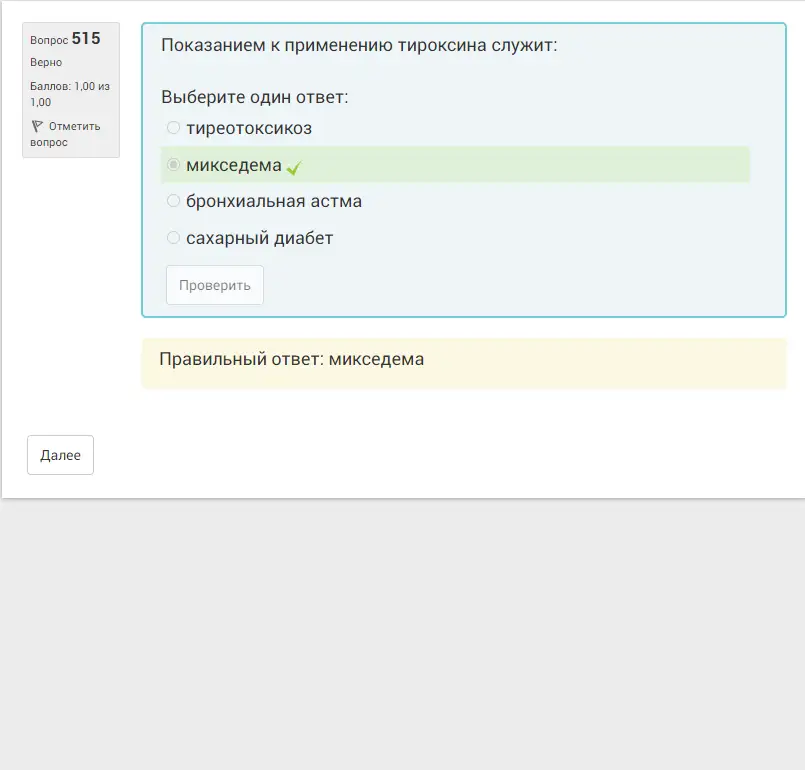 Вопрос 515
Верно
Баллов: 1,00 из
1,00
Отметить
вопрос
Показанием к применению тироксина служит:
Выберите один ответ:
тиреотоксикоз
микседема
бронхиальная астма
сахарный диабет
Проверить
Правильный ответ: микседема
Далее